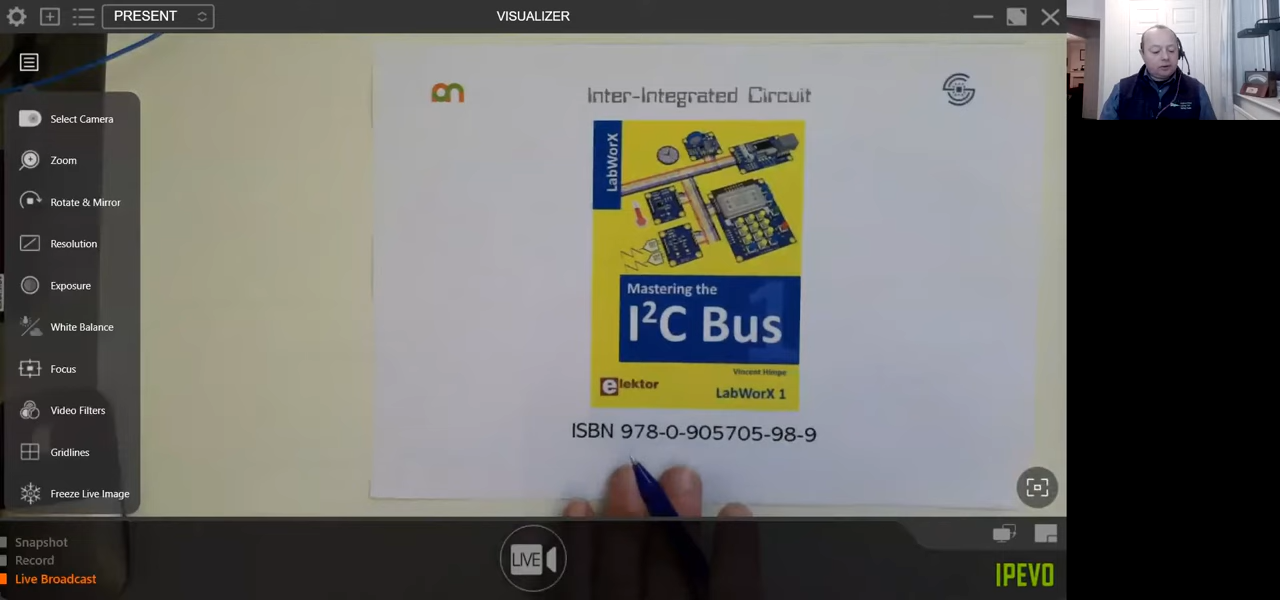 PRESENT
VISUALIZER
Select Camera
Zoom
Rotate & Mirror
Resolution
Exposure
White Balance
Focus
Video Filters
Gridlines
Freeze Live Image
Inter-Integrated Circuit
LabWorX
Mastering the
I²C Bus
1
Vincent Himpe
elektor
LabWorX 1
ISBN 978-0-905705-98-9
Snapshot
Record
Live Broadcast
LIVE
IPEVO